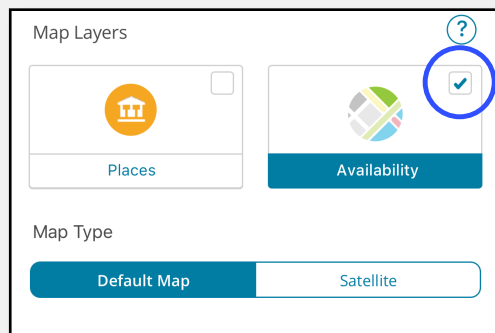 Map Layers
?
Places
Availability
Map Type
Default Map
Satellite